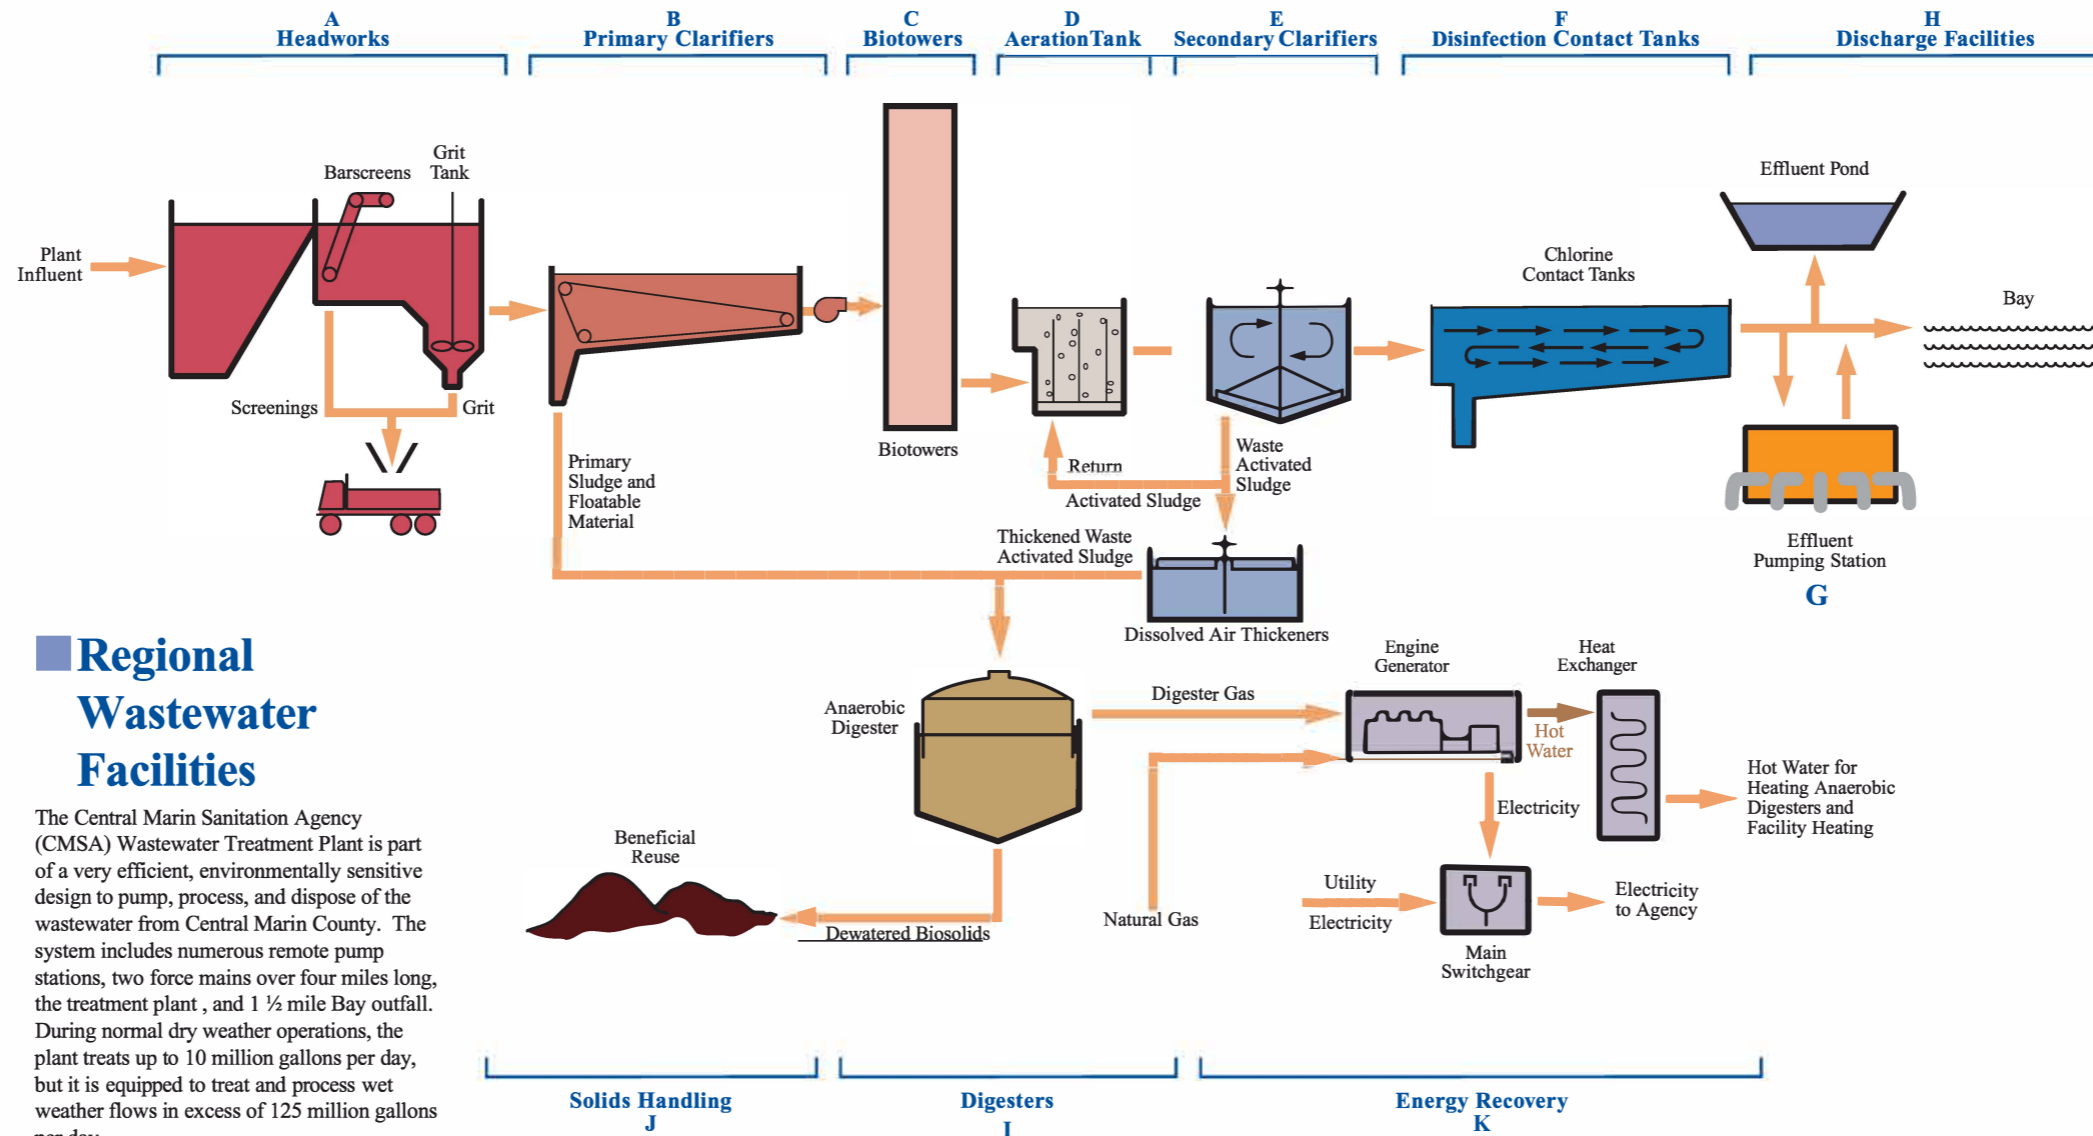 A
Headworks
B
Primary Clarifiers
C
Biotowers
D
AerationTank
E
Secondary Clarifiers
F
Disinfection Contact Tanks
H
Discharge Facilities
Plant
Influent
Barscreens
Grit
Tank
Screenings
Grit
Primary
Sludge and
Floatable
Material
Biotowers
Return
Activated Sludge
Waste
Activated
Sludge
Thickened Waste
Activated Sludge
Dissolved Air Thickeners
Chlorine
Contact Tanks
Effluent Pond
Bay
Effluent
Pumping Station
G
Regional
Wastewater
Facilities
The Central Marin Sanitation Agency
(CMSA) Wastewater Treatment Plant is part
of a very efficient, environmentally sensitive
design to pump, process, and dispose of the
wastewater from Central Marin County. The
system includes numerous remote pump
stations, two force mains over four miles long,
the treatment plant , and 1 ½ mile Bay outfall.
During normal dry weather operations, the
plant treats up to 10 million gallons per day,
but it is equipped to treat and process wet
weather flows in excess of 125 million gallons
per day
Anaerobic
Digester
Digester Gas
Engine
Generator
Heat
Exchanger
Hot
Water
Hot Water for
Heating Anaerobic
Digesters and
Facility Heating
Electricity
Beneficial
Reuse
Dewatered Biosolids
Natural Gas
Utility
Electricity
Main
Switchgear
Electricity
to Agency
Solids Handling
J
Digesters
I
Energy Recovery
K